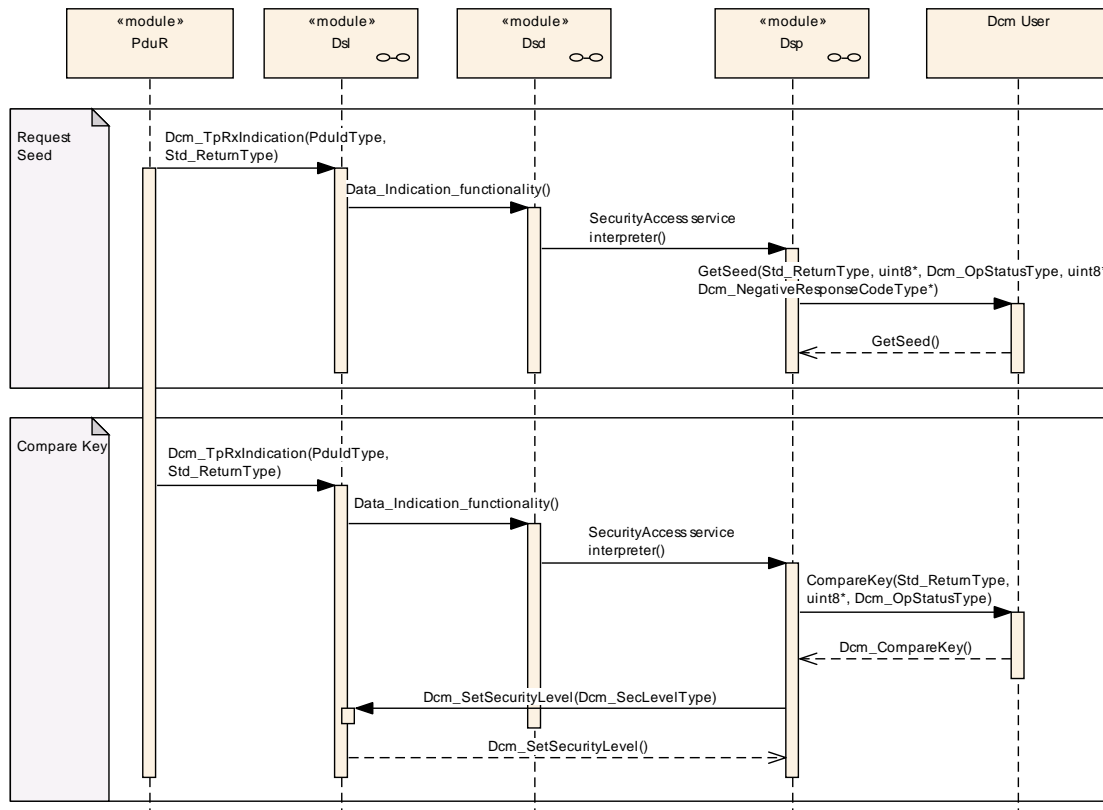 «module»
PduR
«module»
Dsl
«module»
Dsd
«module»
Dsp
Dcm User
Request
Seed
Dcm_TpRxIndication(PduIdType,
Std_ReturnType)
Data_Indication_functionality()
SecurityAccess service
interpreter()
GetSeed(Std_ReturnType, uint8*, Dcm_OpStatusType, uint8*
Dcm_NegativeResponseCodeType*)
GetSeed()
Compare Key
Dcm_TpRxIndication(PduIdType,
Std_ReturnType)
Data_Indication_functionality()
SecurityAccess service
interpreter()
CompareKey(Std_ReturnType,
uint8*, Dcm_OpStatusType)
Dcm_CompareKey()
Dcm_SetSecurityLevel(Dcm_SecLevelType)
Dcm_SetSecurityLevel()